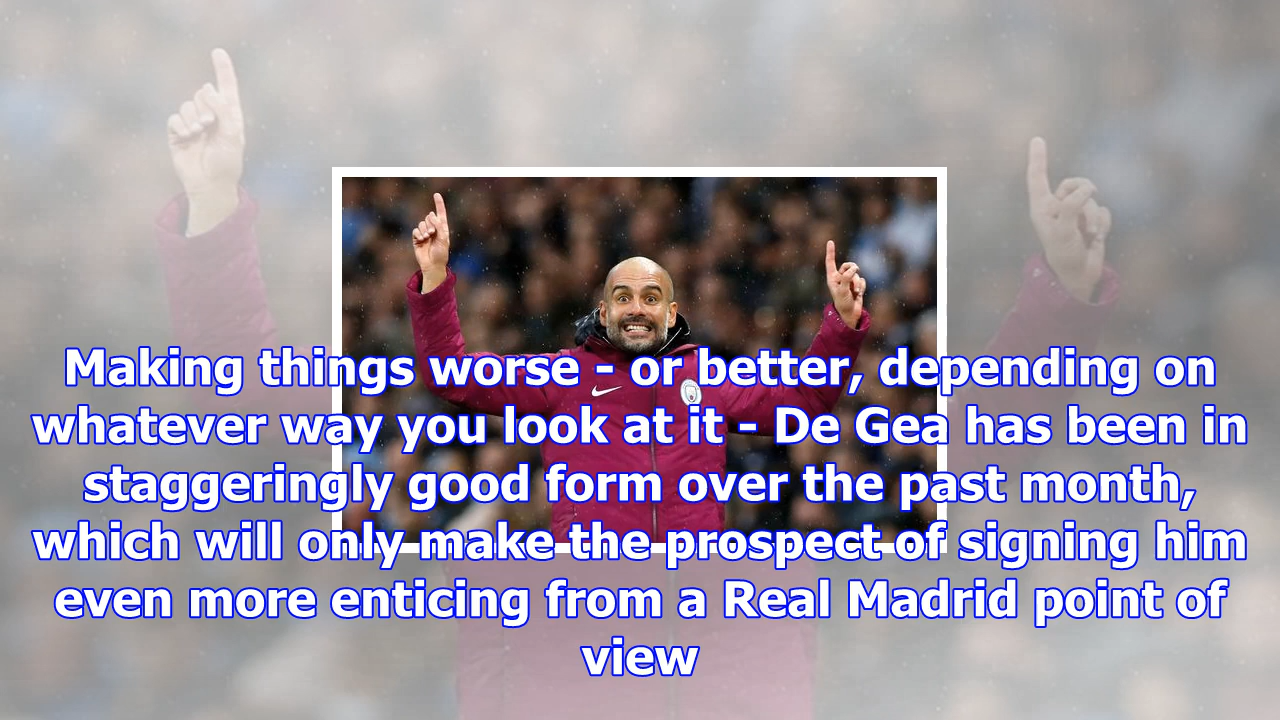 Making things worse - or better, depending on
whatever way you look at it - De Gea has been in
staggeringly good form over the past month,
which will only make the prospect of signing him
even more enticing from a Real Madrid point of
view